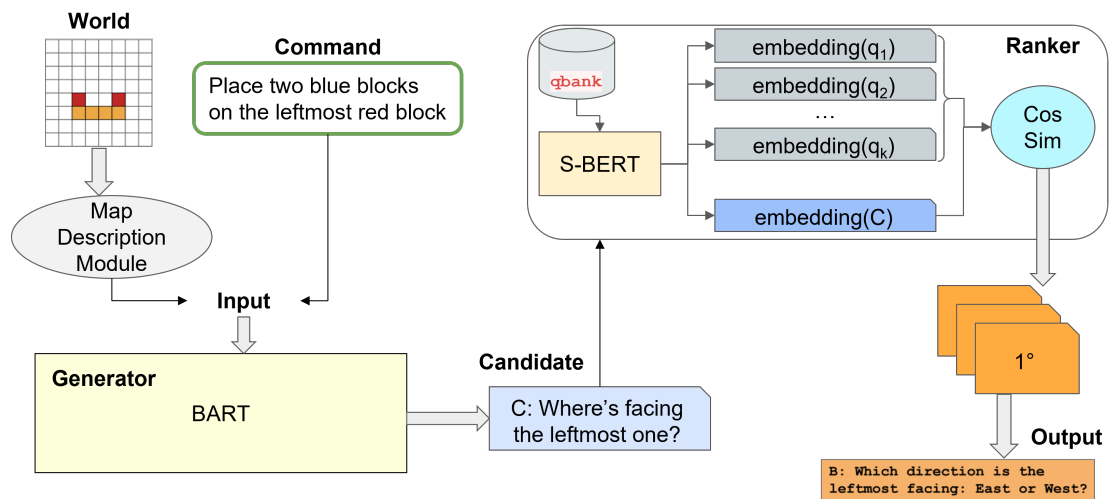 World
Command
Place two blue blocks
on the leftmost red block
Map
Description
Module
Input
Generator
BART
Candidate
C: Where’s facing
the leftmost one?
Ranker
qbank
S-BERT
embedding(q1)
embedding(q2)
...
embedding(qk)
embedding(C)
Cos
Sim
1°
Output
B: Which direction is the
leftmost facing: East or West?